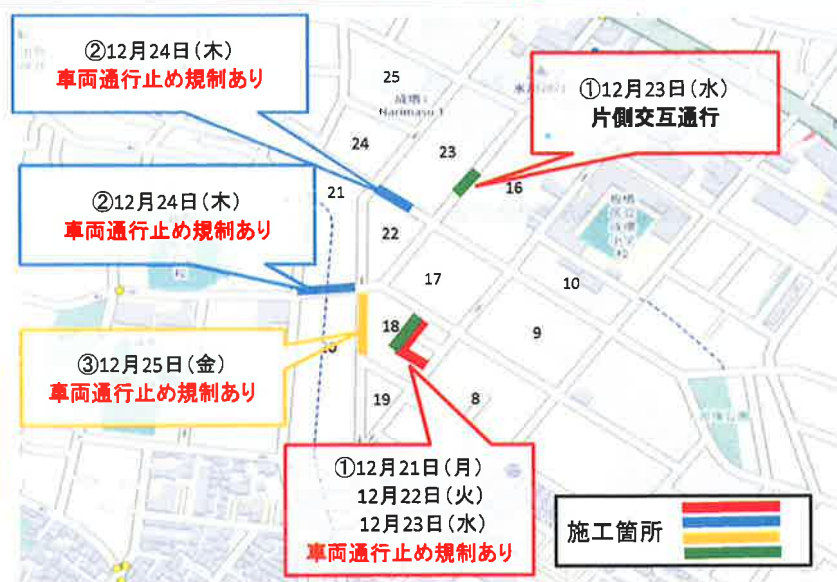 ②12月24日(木)
車両通行止め規制あり
①12月23日(水)
片側交互通行
25
成増1
Narimasu 1
24
23
16
②12月24日(木)
車両通行止め規制あり
21
22
17
10
③12月25日(金)
車両通行止め規制あり
18
9
19
8
①12月21日(月)
12月22日(火)
12月23日(水)
車両通行止め規制あり
施工箇所